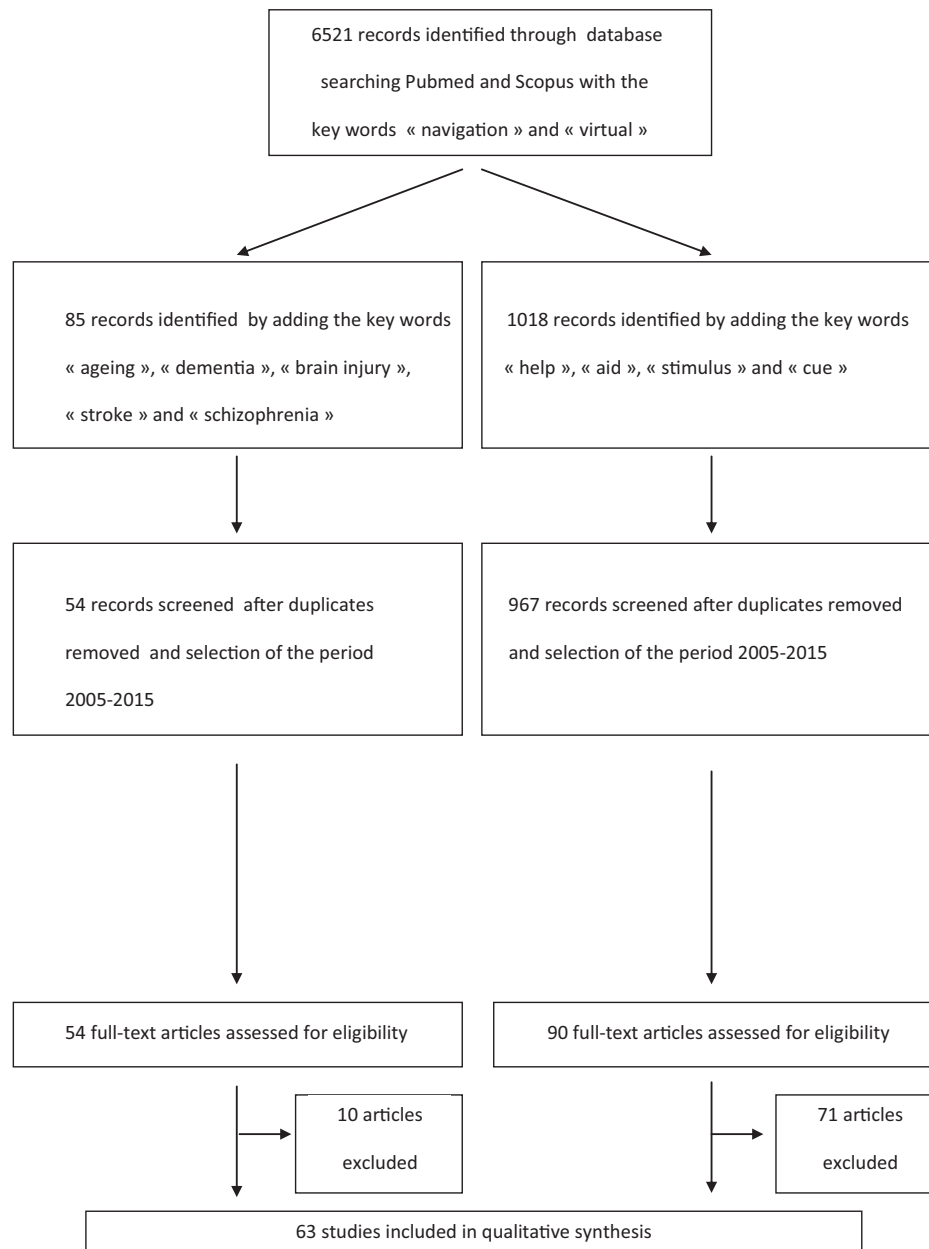 6521 records identified through database
searching Pubmed and Scopus with the
key words « navigation » and « virtual »
85 records identified by adding the key words
« ageing », « dementia », « brain injury »,
« stroke » and « schizophrenia »
1018 records identified by adding the key words
« help », « aid », « stimulus » and « cue »
54 records screened after duplicates
removed and selection of the period
2005-2015
967 records screened after duplicates removed
and selection of the period 2005-2015
54 full-text articles assessed for eligibility
90 full-text articles assessed for eligibility
10 articles
excluded
71 articles
excluded
63 studies included in qualitative synthesis